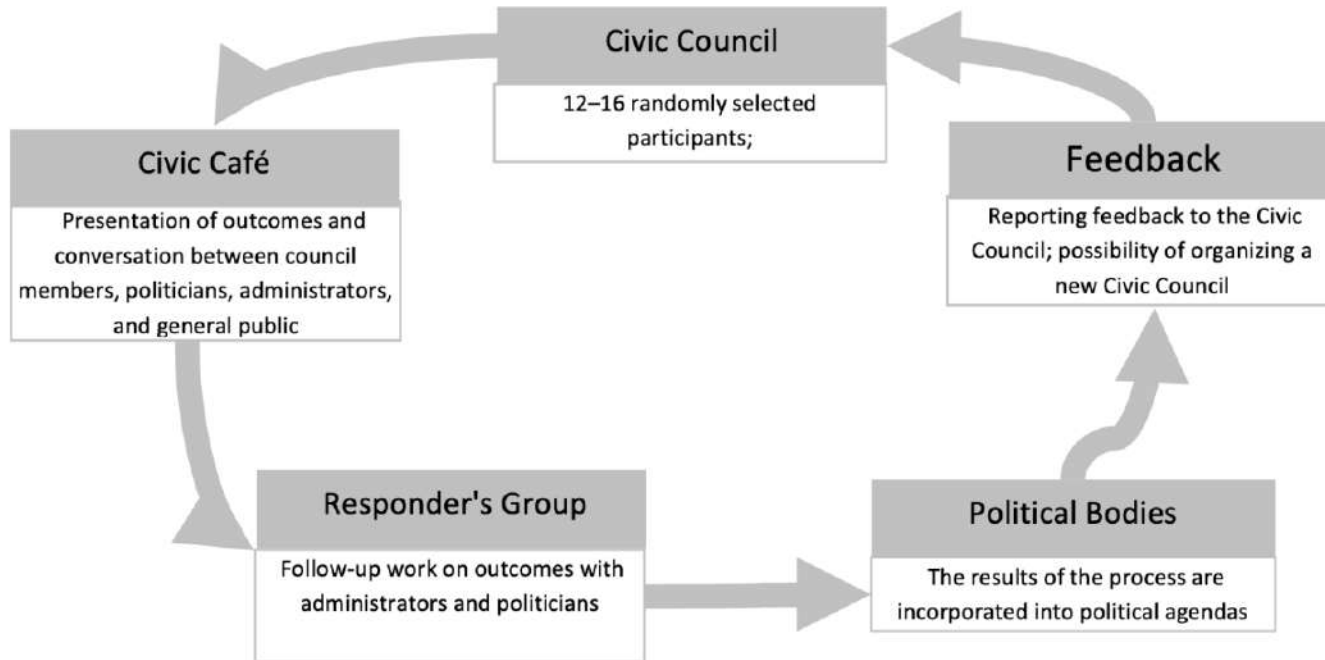 Civic Council
12–16 randomly selected
participants;
Civic Café
Presentation of outcomes and
conversation between council
members, politicians, administrators,
and general public
Responder's Group
Follow-up work on outcomes with
administrators and politicians
Political Bodies
The results of the process are
incorporated into political agendas
Feedback
Reporting feedback to the Civic
Council; possibility of organizing a
new Civic Council